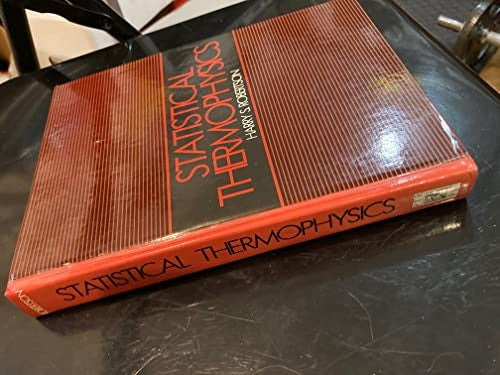 STATISTICAL
THERMOPHYSICS
HARRY S. ROBERTSON
STATISTICAL THERMOPHYSICS